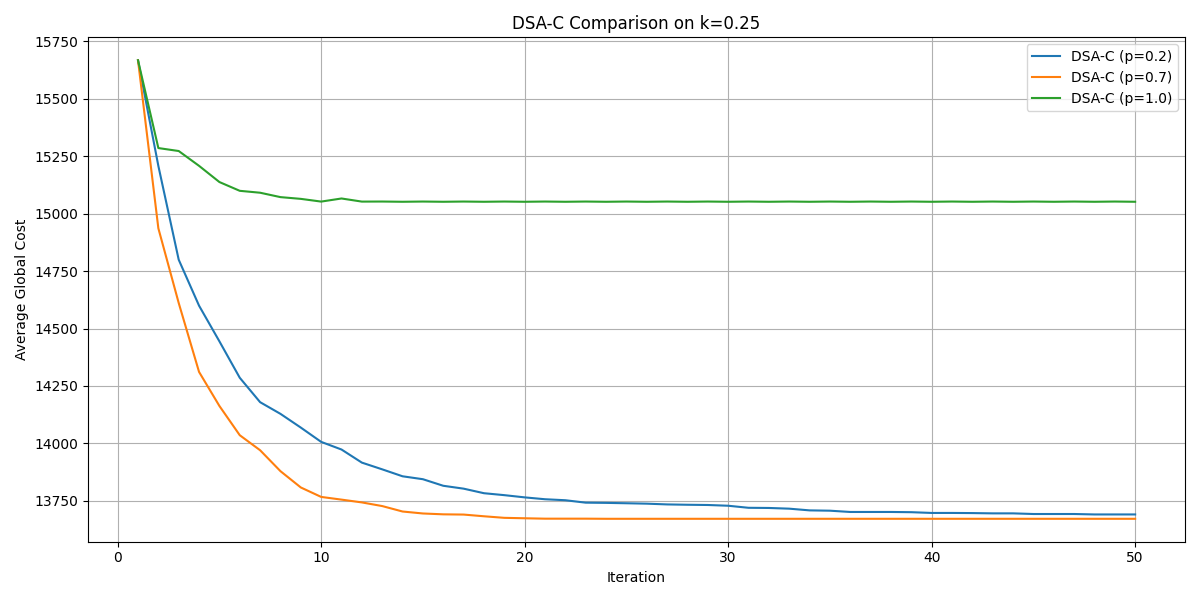 DSA-C Comparison on k=0.25
DSA-C (p=0.2)
DSA-C (p=0.7)
DSA-C (p=1.0)
Average Global Cost
15750
15500
15250
15000
14750
14500
14250
14000
13750
0 10 20 30 40 50
Iteration